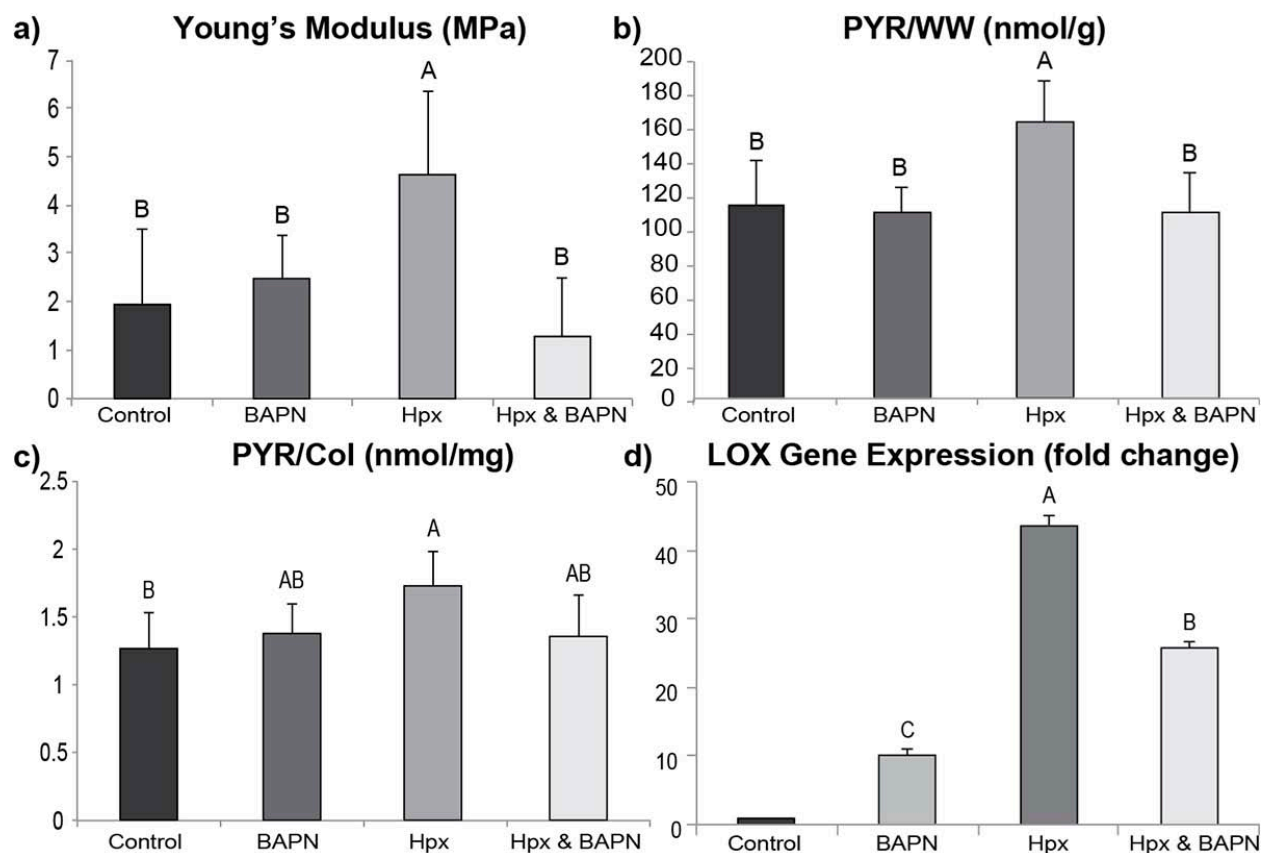 a) Young's Modulus (MPa)
7
6
5
4
3
2
1
0
B
B
A
B
Control BAPN Hpx Hpx & BAPN
b) PYR/WW (nmol/g)
200
180
160
140
120
100
80
60
40
20
0
B
B
A
B
Control BAPN Hpx Hpx & BAPN
c) PYR/Col (nmol/mg)
2.5
2
1.5
1
0.5
0
B
AB
A
AB
Control BAPN Hpx Hpx & BAPN
d) LOX Gene Expression (fold change)
50
40
30
20
10
0
C
A
B
Control BAPN Hpx Hpx & BAPN